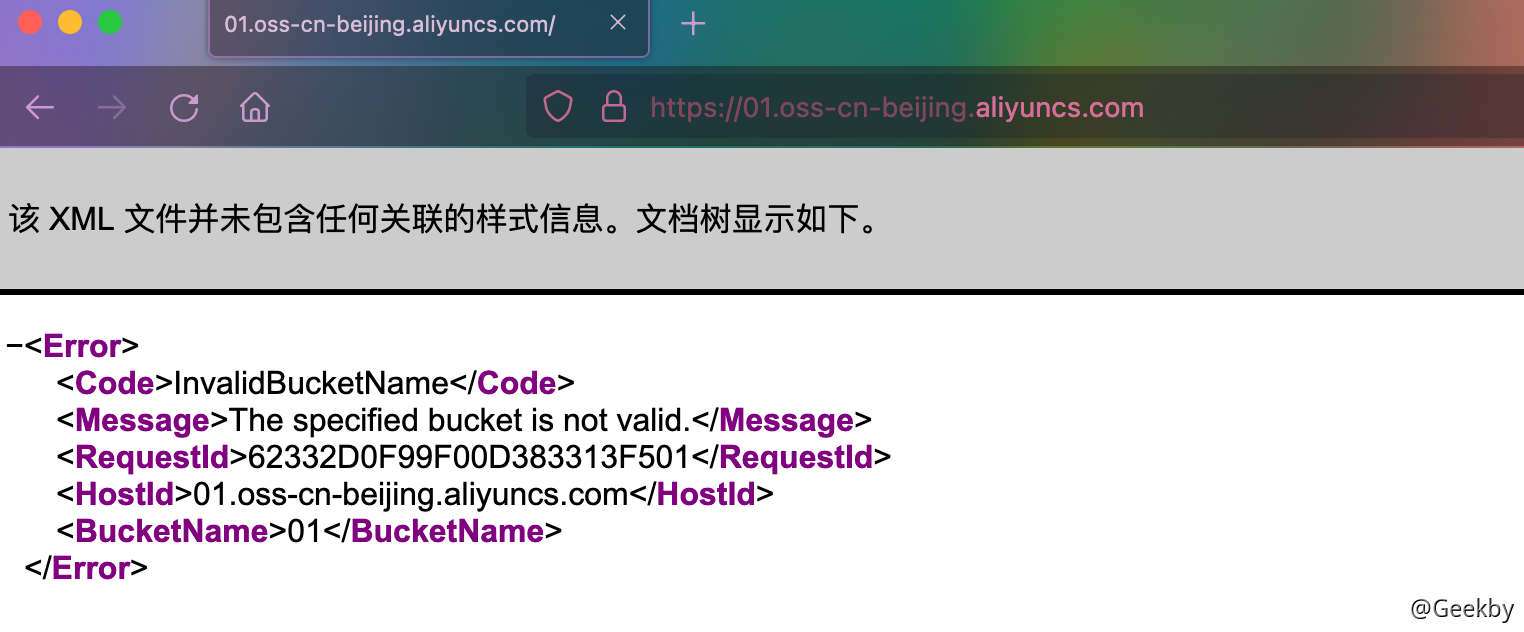 01.oss-cn-beijing.aliyuncs.com/
https://01.oss-cn-beijing.aliyuncs.com
该 XML 文件并未包含任何关联的样式信息。文档树显示如下。
−<Error>
<Code>InvalidBucketName</Code>
<Message>The specified bucket is not valid.</Message>
<RequestId>62332D0F99F00D383313F501</RequestId>
<HostId>01.oss-cn-beijing.aliyuncs.com</HostId>
<BucketName>01</BucketName>
</Error>
@Geekby